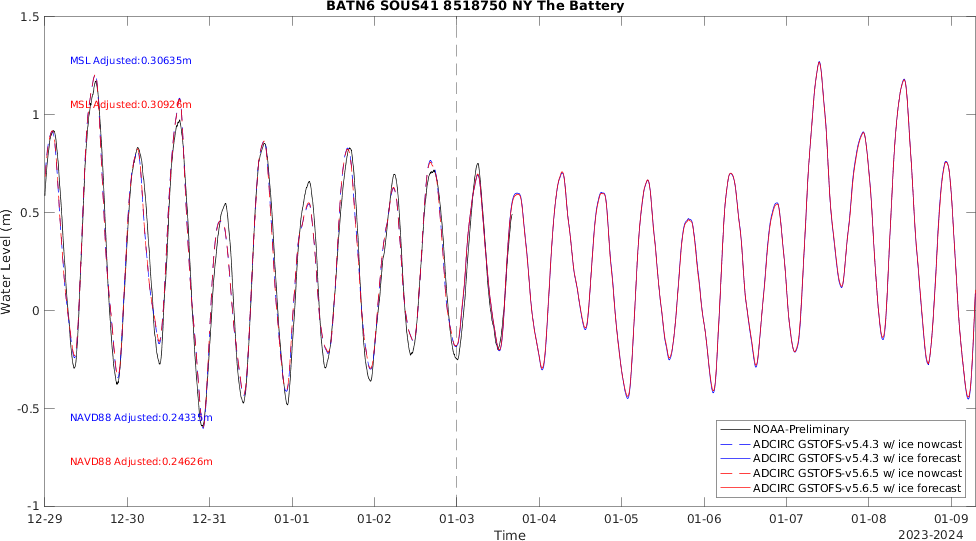 BATN6 SOUS41 8518750 NY The Battery
1.5
1
0.5
0
-0.5
-1
Water Level (m)
MSL Adjusted:0.30635m
MSL Adjusted:0.30926m
NAVD88 Adjusted:0.24335m
NAVD88 Adjusted:0.24626m
NOAA-Preliminary
ADCIRC GSTOFS-v5.4.3 w/ ice nowcast
ADCIRC GSTOFS-v5.4.3 w/ ice forecast
ADCIRC GSTOFS-v5.6.5 w/ ice nowcast
ADCIRC GSTOFS-v5.6.5 w/ ice forecast
12-29 12-30 12-31 01-01 01-02 01-03 01-04 01-05 01-06 01-07 01-08 01-09
Time
2023-2024